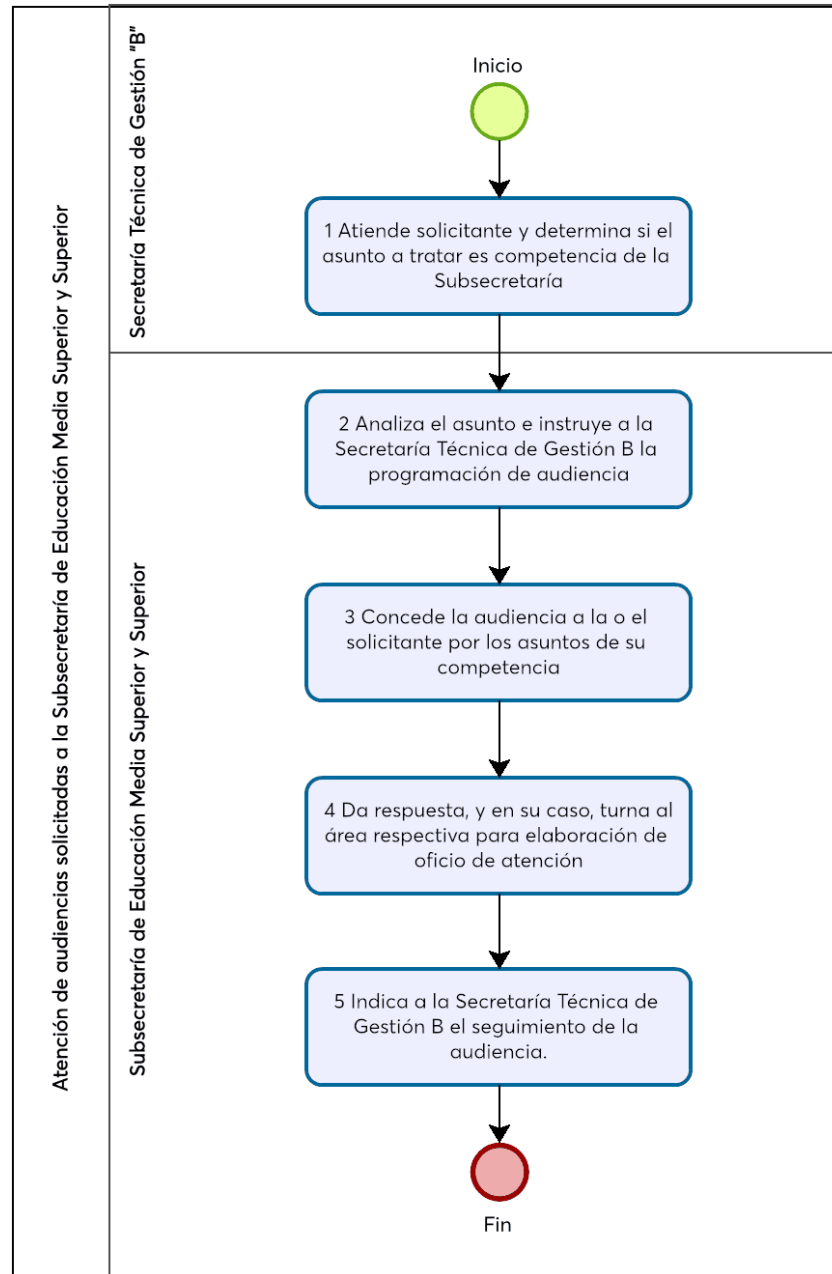 Atención de audiencias solicitadas a la Subsecretaría de Educación Media Superior y Superior
Secretaría Técnica de Gestión "B"
Inicio
1 Atiende solicitante y determina si el
asunto a tratar es competencia de la
Subsecretaría
Subsecretaría de Educación Media Superior y Superior
2 Analiza el asunto e instruye a la
Secretaría Técnica de Gestión B la
programación de audiencia
3 Concede la audiencia a la o el
solicitante por los asuntos de su
competencia
4 Da respuesta, y en su caso, turna al
área respectiva para elaboración de
oficio de atención
5 Indica a la Secretaría Técnica de
Gestión B el seguimiento de la
audiencia.
Fin